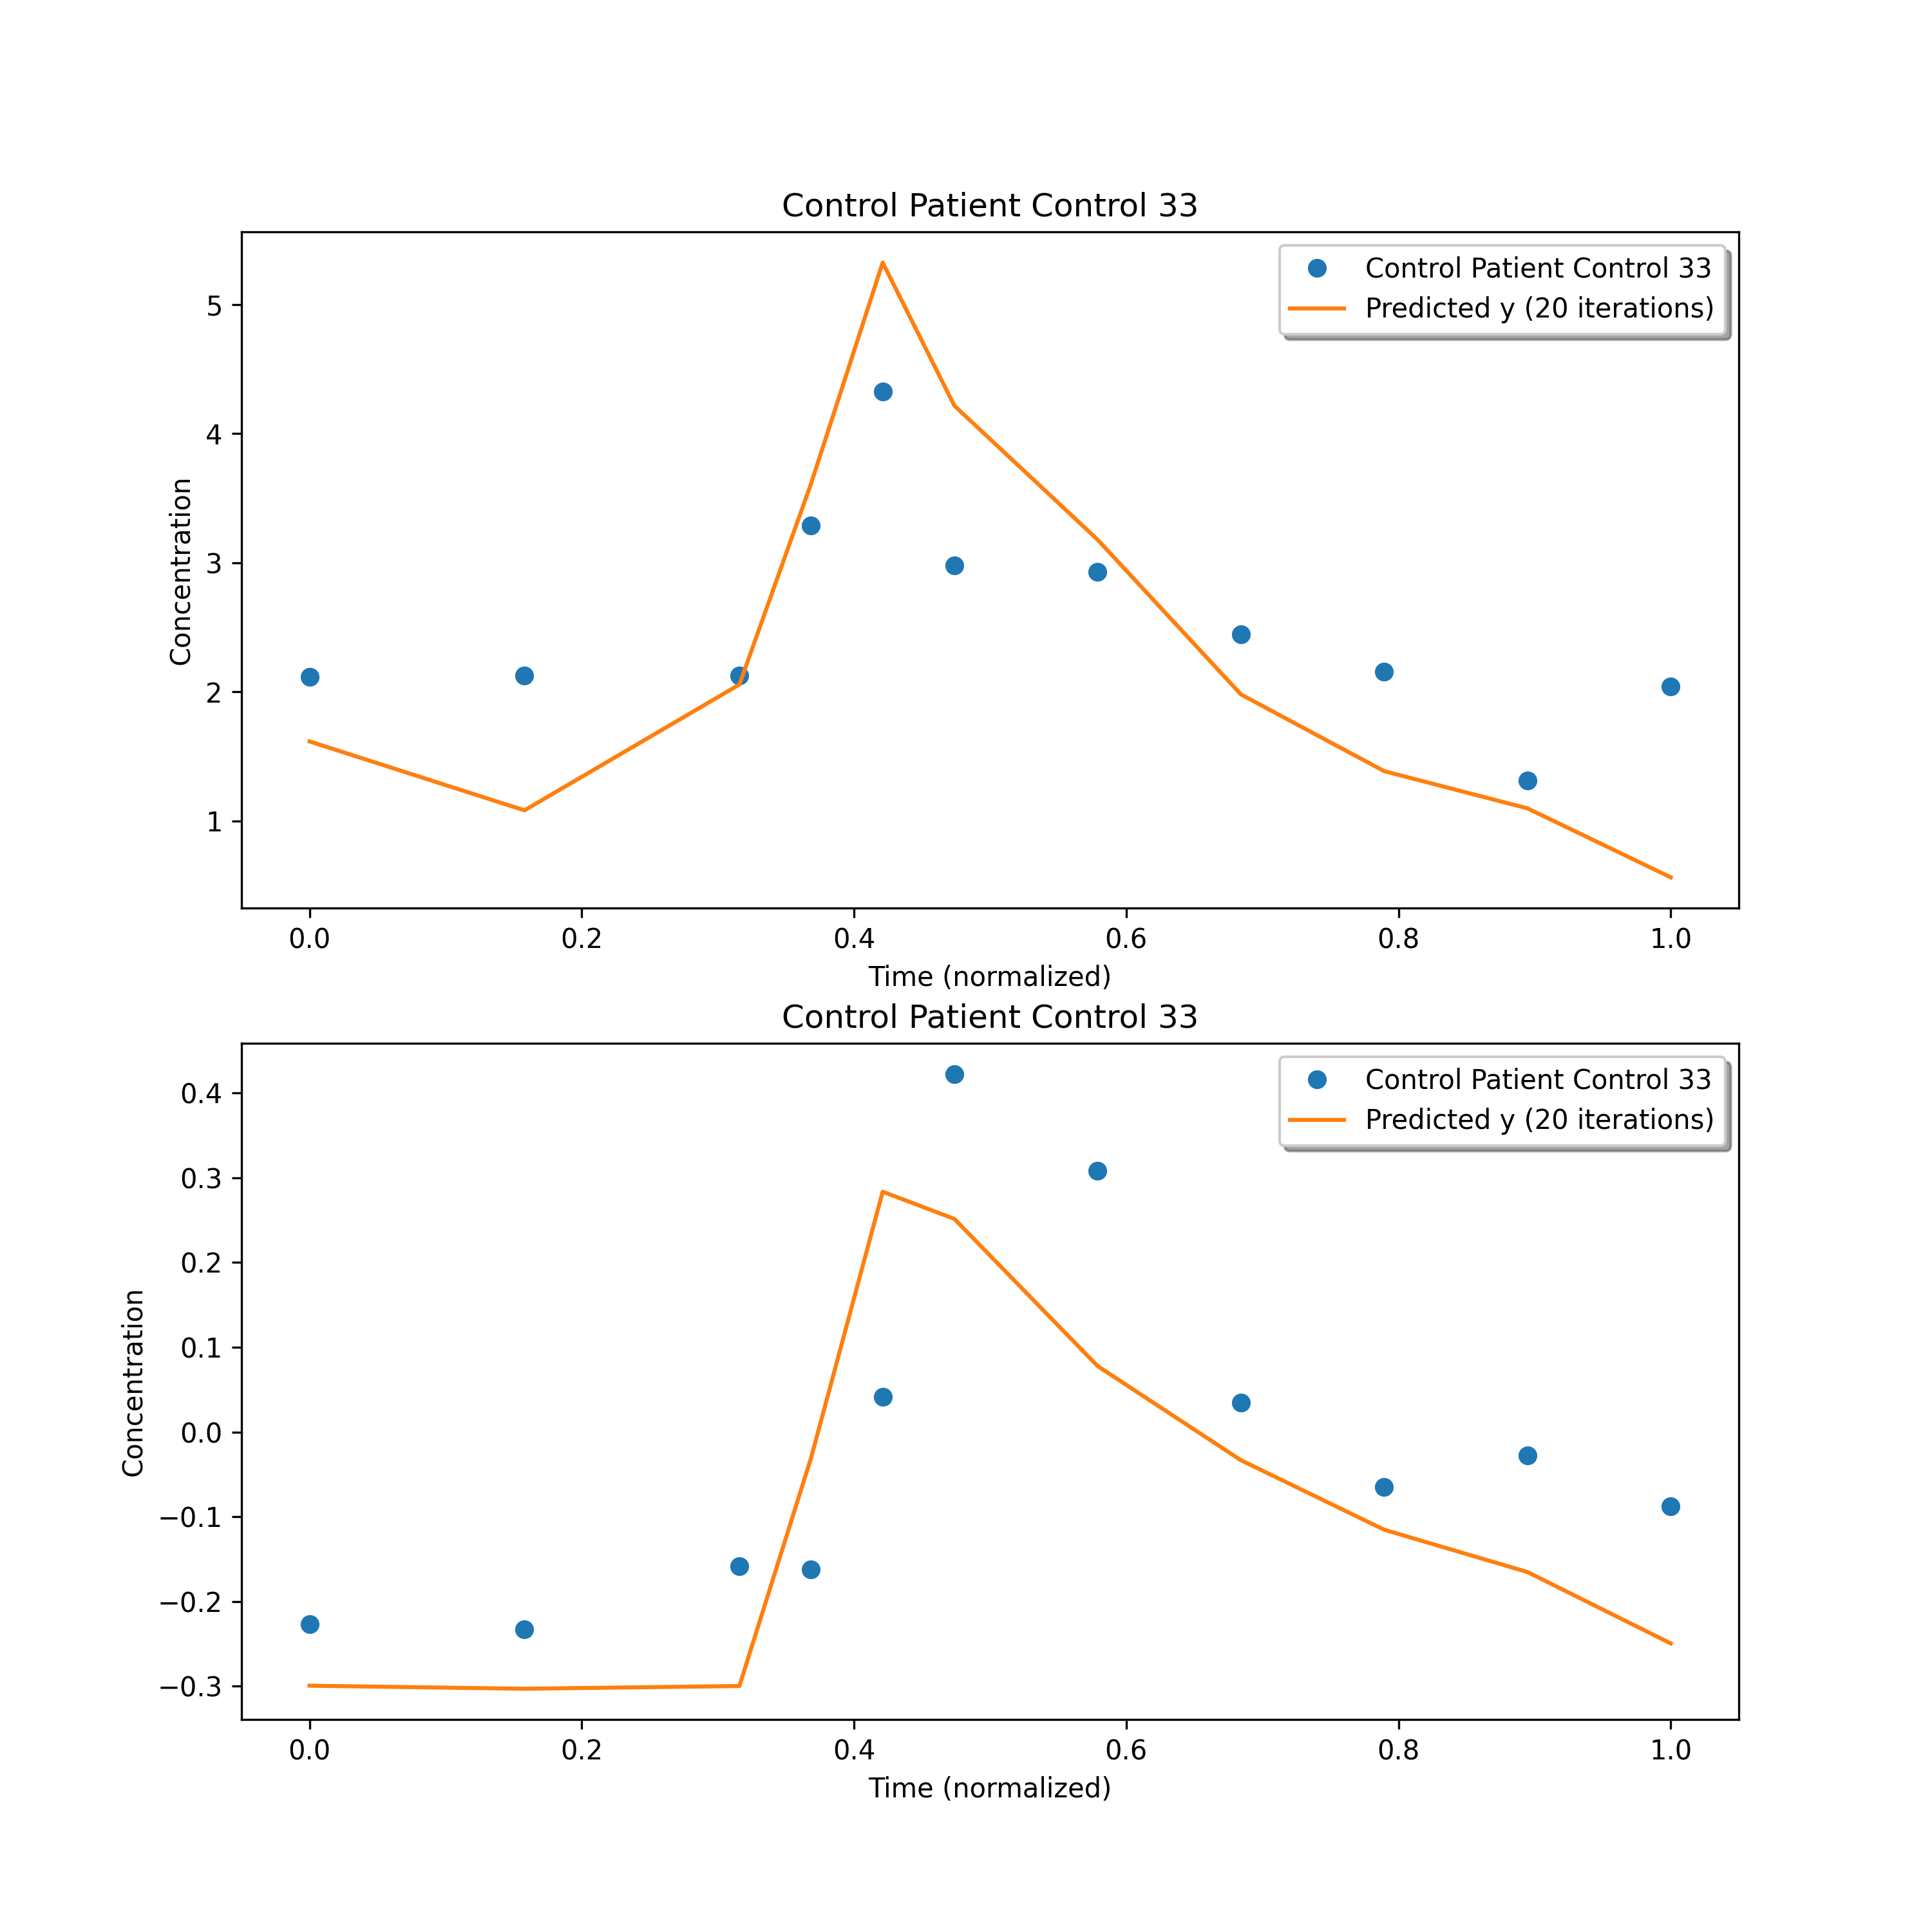 Control Patient Control 33
Control Patient Control 33
Predicted y (20 iterations)
5
4
3
2
1
Concentration
0.0 0.2 0.4 0.6 0.8 1.0
Time (normalized)
Control Patient Control 33
Control Patient Control 33
Predicted y (20 iterations)
0.4
0.3
0.2
0.1
0.0
−0.1
−0.2
−0.3
Concentration
0.0 0.2 0.4 0.6 0.8 1.0
Time (normalized)